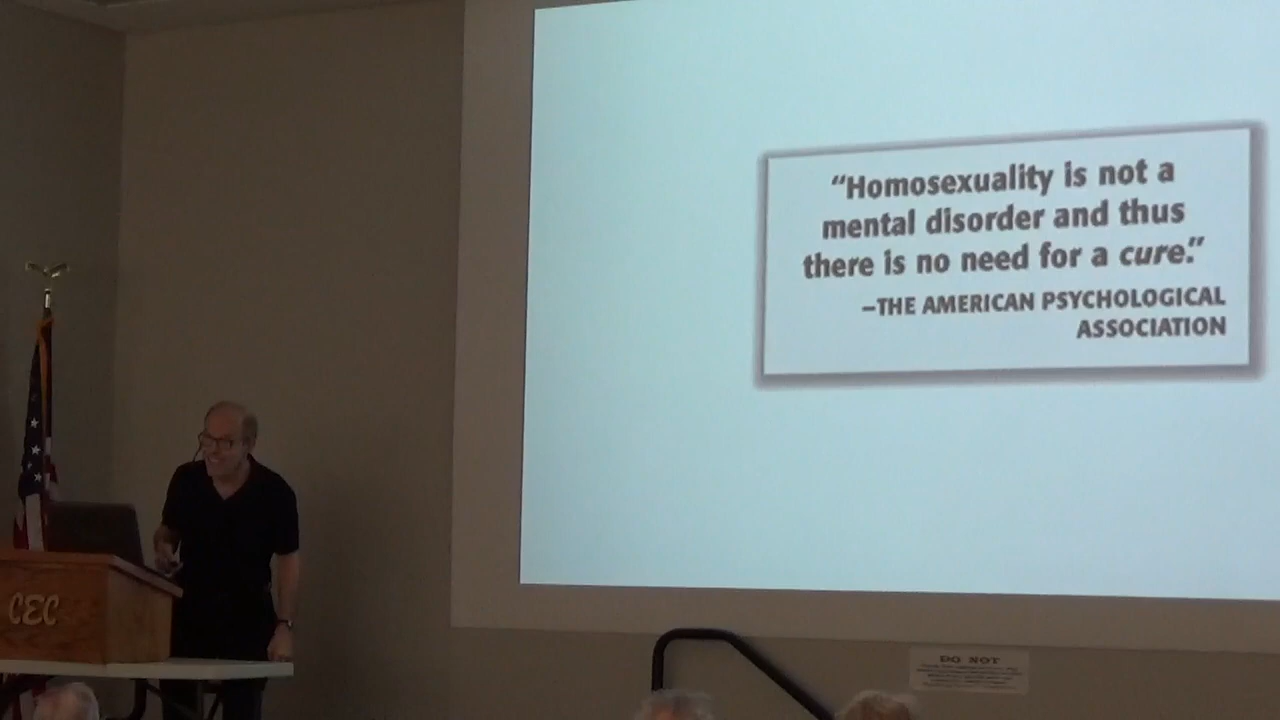 “Homosexuality is not a
mental disorder and thus
there is no need for a cure.”
–THE AMERICAN PSYCHOLOGICAL
ASSOCIATION
CEC
DO NOT